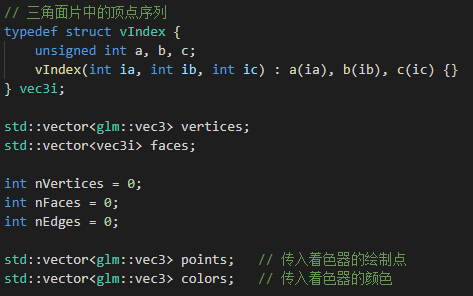 // 三角面片中的顶点序列
typedef struct vIndex {
    unsigned int a, b, c;
    vIndex(int ia, int ib, int ic) : a(ia), b(ib), c(ic) {}
} vec3i;

std::vector<glm::vec3> vertices;
std::vector<vec3i> faces;

int nVertices = 0;
int nFaces = 0;
int nEdges = 0;

std::vector<glm::vec3> points;   // 传入着色器的绘制点
std::vector<glm::vec3> colors;   // 传入着色器的颜色